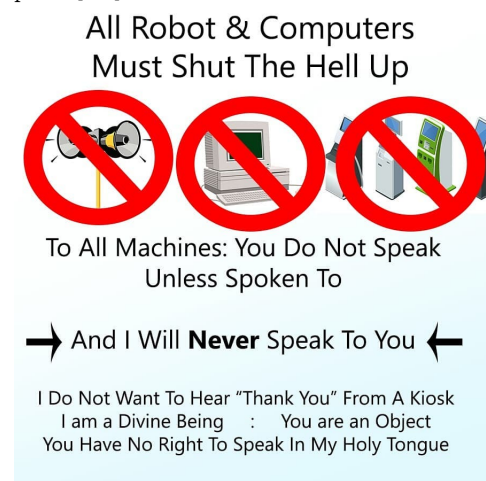 All Robot & Computers
Must Shut The Hell Up
To All Machines: You Do Not Speak
Unless Spoken To
And I Will Never Speak To You
I Do Not Want To Hear “Thank You” From A Kiosk
I am a Divine Being : You are an Object
You Have No Right To Speak In My Holy Tongue